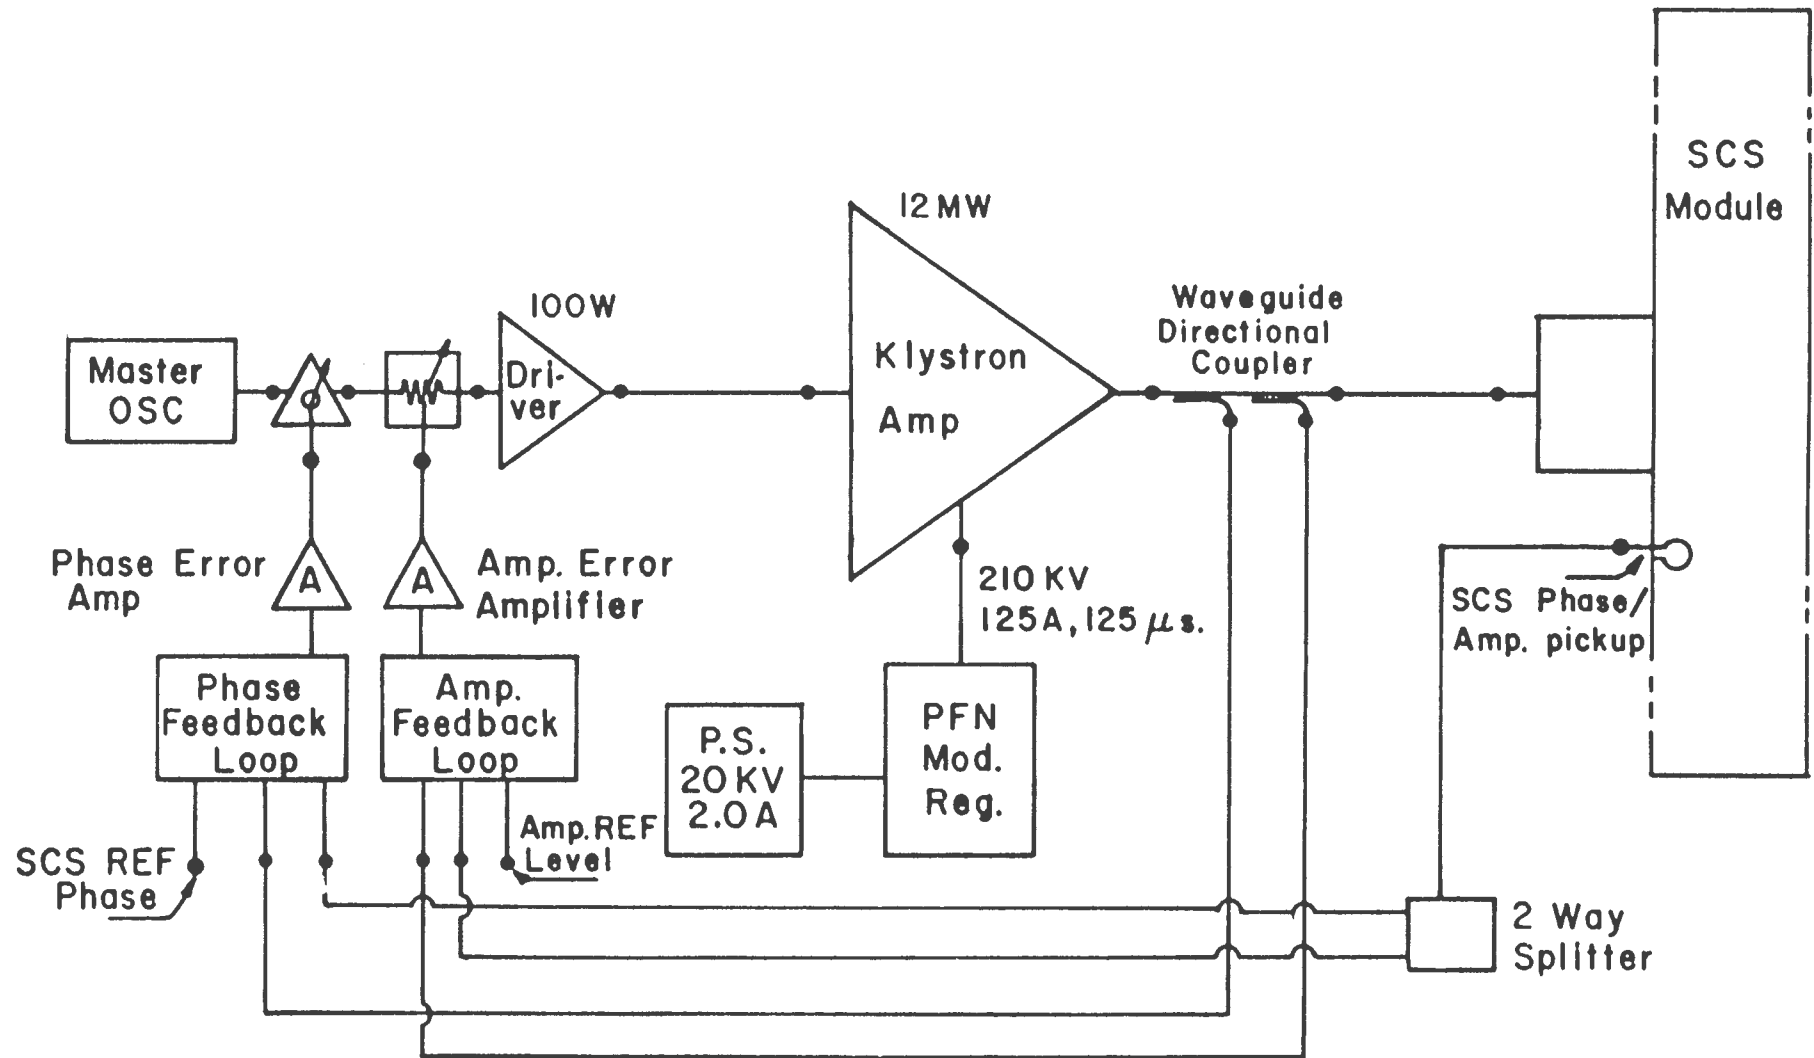 SCS
Module
12 MW
Waveguide
Directional
Coupler
100W
Master
OSC
Dri-
ver
Klystron
Amp
Phase Error
Amp
A
A
Amp. Error
Amplifier
210 KV
125A, 125 μs.
SCS Phase/
Amp. pickup
Phase
Feedback
Loop
Amp.
Feedback
Loop
P.S.
20 KV
2.0 A
PFN
Mod.
Reg.
SCS REF
Phase
Amp. REF
Level
2 Way
Splitter